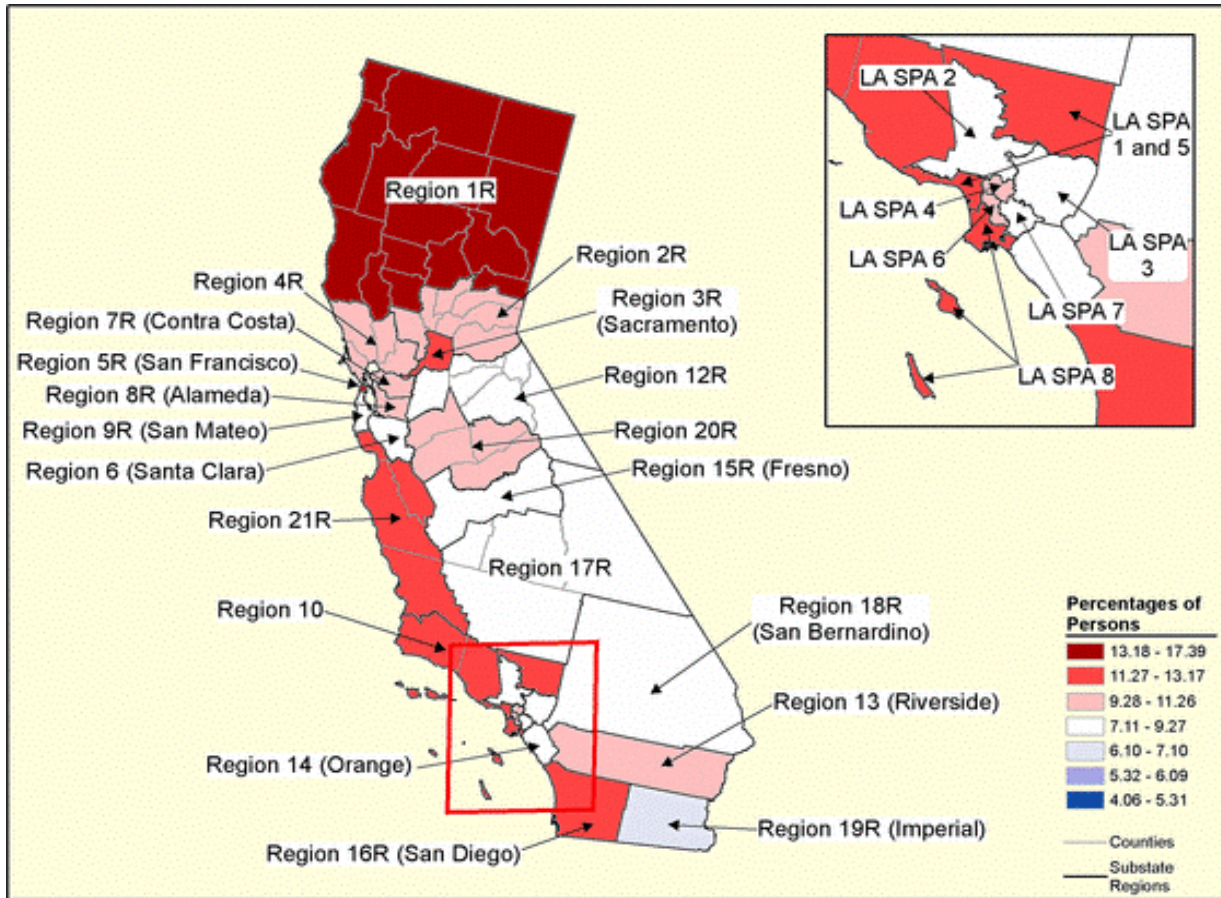 Region 1R
Region 2R
Region 4R
Region 3R
(Sacramento)
Region 7R (Contra Costa)
Region 5R (San Francisco)
Region 12R
Region 8R (Alameda)
Region 9R (San Mateo)
Region 20R
Region 6 (Santa Clara)
Region 15R (Fresno)
Region 21R
Region 17R
Region 10
Region 18R
(San Bernardino)
Region 13 (Riverside)
Region 14 (Orange)
Region 19R (Imperial)
Region 16R (San Diego)
LA SPA 2
LA SPA
1 and 5
LA SPA 4
LA SPA 6
LA SPA
3
LA SPA 7
LA SPA 8
Percentages of
Persons
13.18 - 17.39
11.27 - 13.17
9.28 - 11.26
7.11 - 9.27
6.10 - 7.10
5.32 - 6.09
4.06 - 5.31
Counties
Substate
Regions